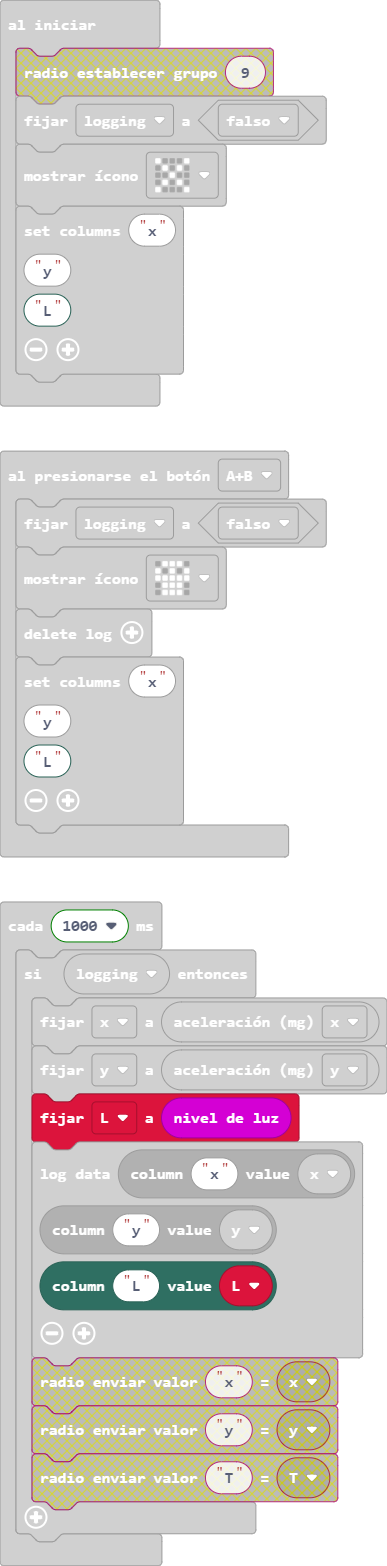 al iniciar
radio establecer grupo 9
fijar logging a falso
mostrar ícono
set columns "x"
"y"
"L"
al presionarse el botón A+B
fijar logging a falso
mostrar ícono
delete log
set columns "x"
"y"
"L"
cada 1000 ms
si logging entonces
fijar x a aceleración (mg) x
fijar y a aceleración (mg) y
fijar L a nivel de luz
log data column "x" value x
column "y" value y
column "L" value L
radio enviar valor "x" = x
radio enviar valor "y" = y
radio enviar valor "T" = T